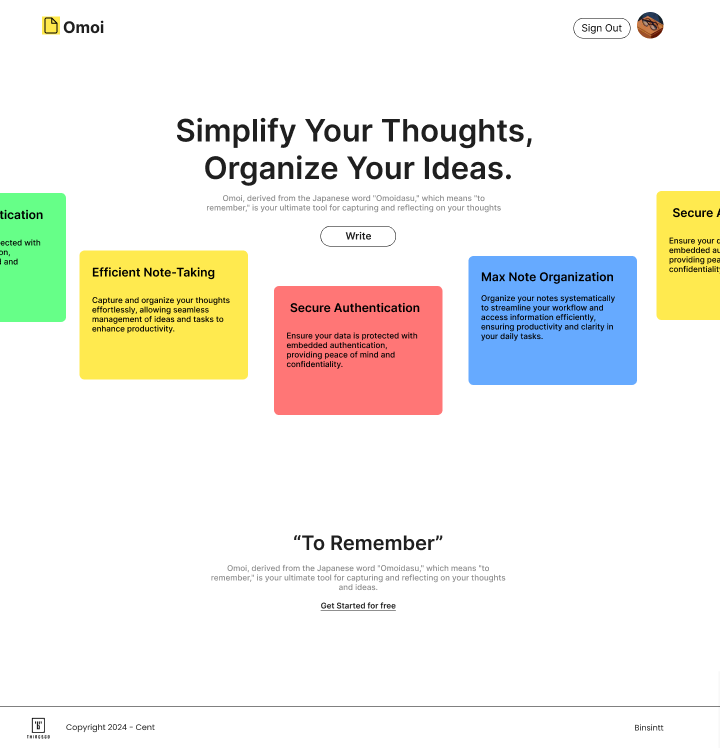 Omoi
Sign Out
Simplify Your Thoughts,
Organize Your Ideas.
Omoi, derived from the Japanese word "Omoidasu," which means "to
remember," is your ultimate tool for capturing and reflecting on your thoughts
Write
tication
ected with
on,
d and
Efficient Note-Taking
Capture and organize your thoughts
effortlessly, allowing seamless
management of ideas and tasks to
enhance productivity.
Secure Authentication
Ensure your data is protected with
embedded authentication,
providing peace of mind and
confidentiality.
Max Note Organization
Organize your notes systematically
to streamline your workflow and
access information efficiently,
ensuring productivity and clarity in
your daily tasks.
Secure A
Ensure your d
embedded au
providing pea
confidentiality
“To Remember”
Omoi, derived from the Japanese word "Omoidasu," which means "to
remember," is your ultimate tool for capturing and reflecting on your thoughts
and ideas.
Get Started for free
Copyright 2024 - Cent
Binsintt